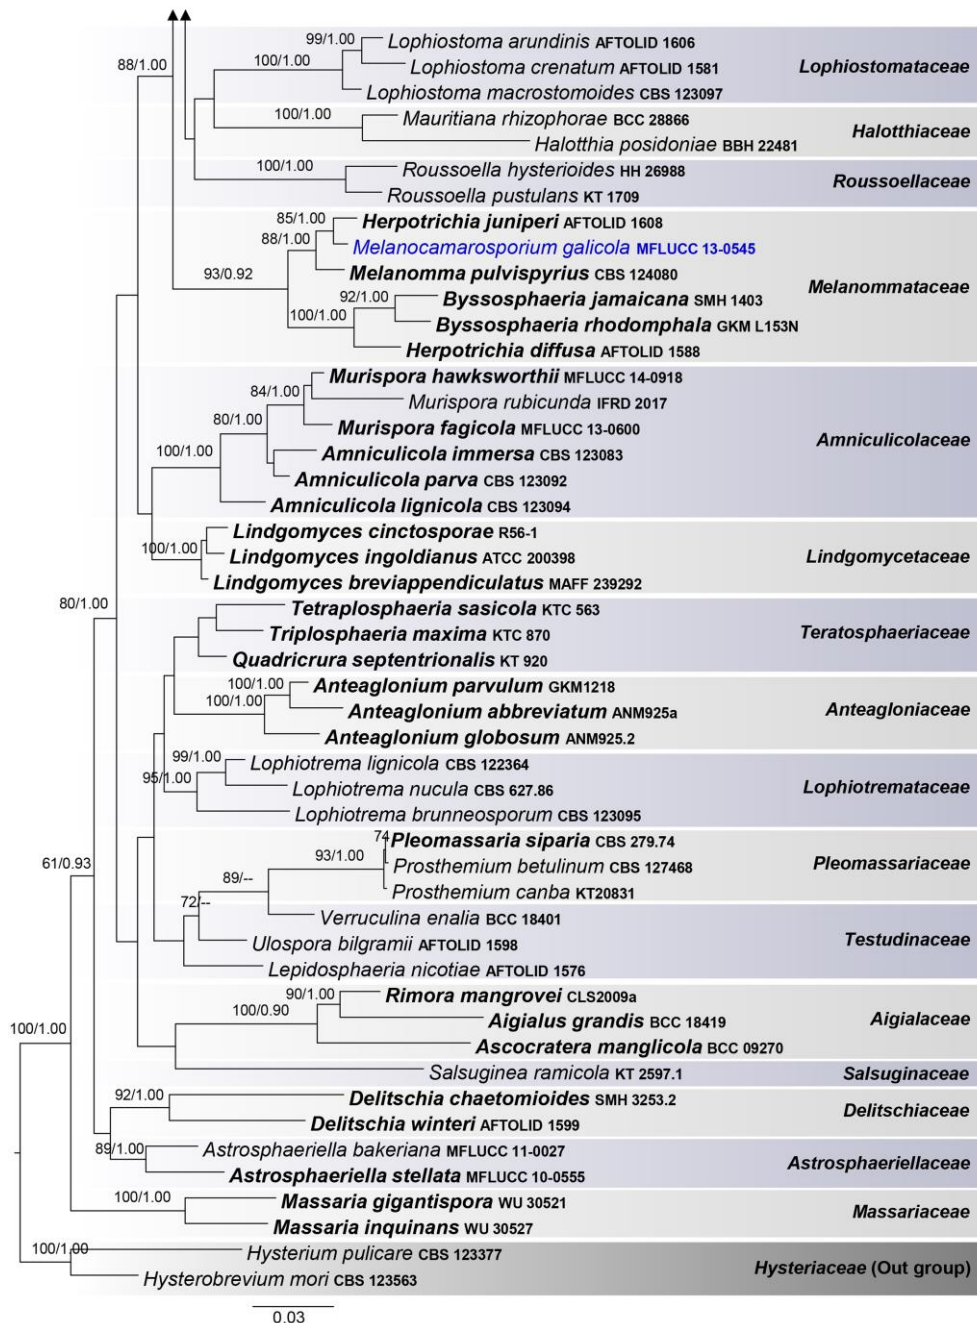 99/1.00
Lophiostoma arundinis AFTOLID 1606
88/1.00
100/1.00
Lophiostoma crenatum AFTOLID 1581
Lophiostomataceae
Lophiostoma macrostomoides CBS 123097
100/1.00
Mauritiana rhizophorae BCC 28866
Halotthiaceae
Halotthia posidoniae BBH 22481
100/1.00
Roussoella hysterioides HH 26988
Roussoellaceae
Roussoella pustulans KT 1709
85/1.00
Herpotrichia juniperi AFTOLID 1608
88/1.00
Melanocamarosporium galicola MFLUCC 13-0545
93/0.92
Melanomma pulvispyrius CBS 124080
Melanommataceae
92/1.00
Byssosphaeria jamaicana SMH 1403
100/1.00
Byssosphaeria rhodomphala GKM L153N
Herpotrichia diffusa AFTOLID 1588
84/1.00
Murispora hawksworthii MFLUCC 14-0918
Murispora rubicunda IFRD 2017
80/1.00
Murispora fagicola MFLUCC 13-0600
Amniculicolaceae
100/1.00
Amniculicola immersa CBS 123083
Amniculicola parva CBS 123092
Amniculicola lignicola CBS 123094
Lindgomyces cinctosporae R56-1
100/1.00
Lindgomyces ingoldianus ATCC 200398
Lindgomycetaceae
Lindgomyces breviappendiculatus MAFF 239292
80/1.00
Tetraplosphaeria sasicola KTC 563
Triplosphaeria maxima KTC 870
Teratosphaeriaceae
Quadricrura septentrionalis KT 920
100/1.00
Anteaglonium parvulum GKM1218
100/1.00
Anteaglonium abbreviatum ANM925a
Anteagloniaceae
Anteaglonium globosum ANM925.2
99/1.00
Lophiotrema lignicola CBS 122364
95/1.00
Lophiotrema nucula CBS 627.86
Lophiotremataceae
Lophiotrema brunneosporum CBS 123095
74
Pleomassaria siparia CBS 279.74
61/0.93
93/1.00
Prosthemium betulinum CBS 127468
Pleomassariaceae
89/--
Prosthemium canba KT20831
72/--
Verruculina enalia BCC 18401
Ulospora bilgramii AFTOLID 1598
Testudinaceae
Lepidosphaeria nicotiae AFTOLID 1576
90/1.00
Rimora mangrovei CLS2009a
100/0.90
Aigialus grandis BCC 18419
Aigialaceae
100/1.00
Ascocratera manglicola BCC 09270
Salsuginea ramicola KT 2597.1
Salsuginaceae
92/1.00
Delitschia chaetomioides SMH 3253.2
Delitschiaceae
Delitschia winteri AFTOLID 1599
89/1.00
Astrosphaeriella bakeriana MFLUCC 11-0027
Astrosphaeriellaceae
Astrosphaeriella stellata MFLUCC 10-0555
100/1.00
Massaria gigantispora WU 30521
Massariaceae
Massaria inquinans WU 30527
100/1.00
Hysterium pulicare CBS 123377
Hysteriaceae (Out group)
Hysterobrevium mori CBS 123563
0.03